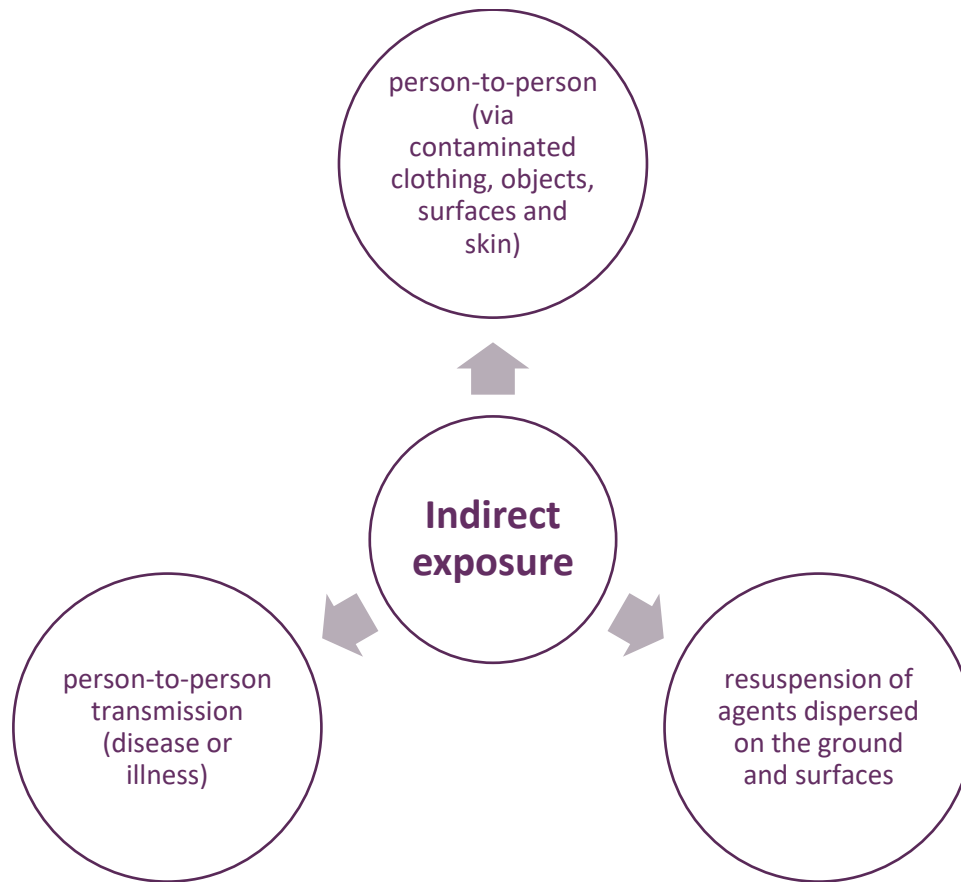 person-to-person
(via
contaminated
clothing, objects,
surfaces and
skin)
Indirect
exposure
person-to-person
transmission
(disease or
illness)
resuspension of
agents dispersed
on the ground
and surfaces